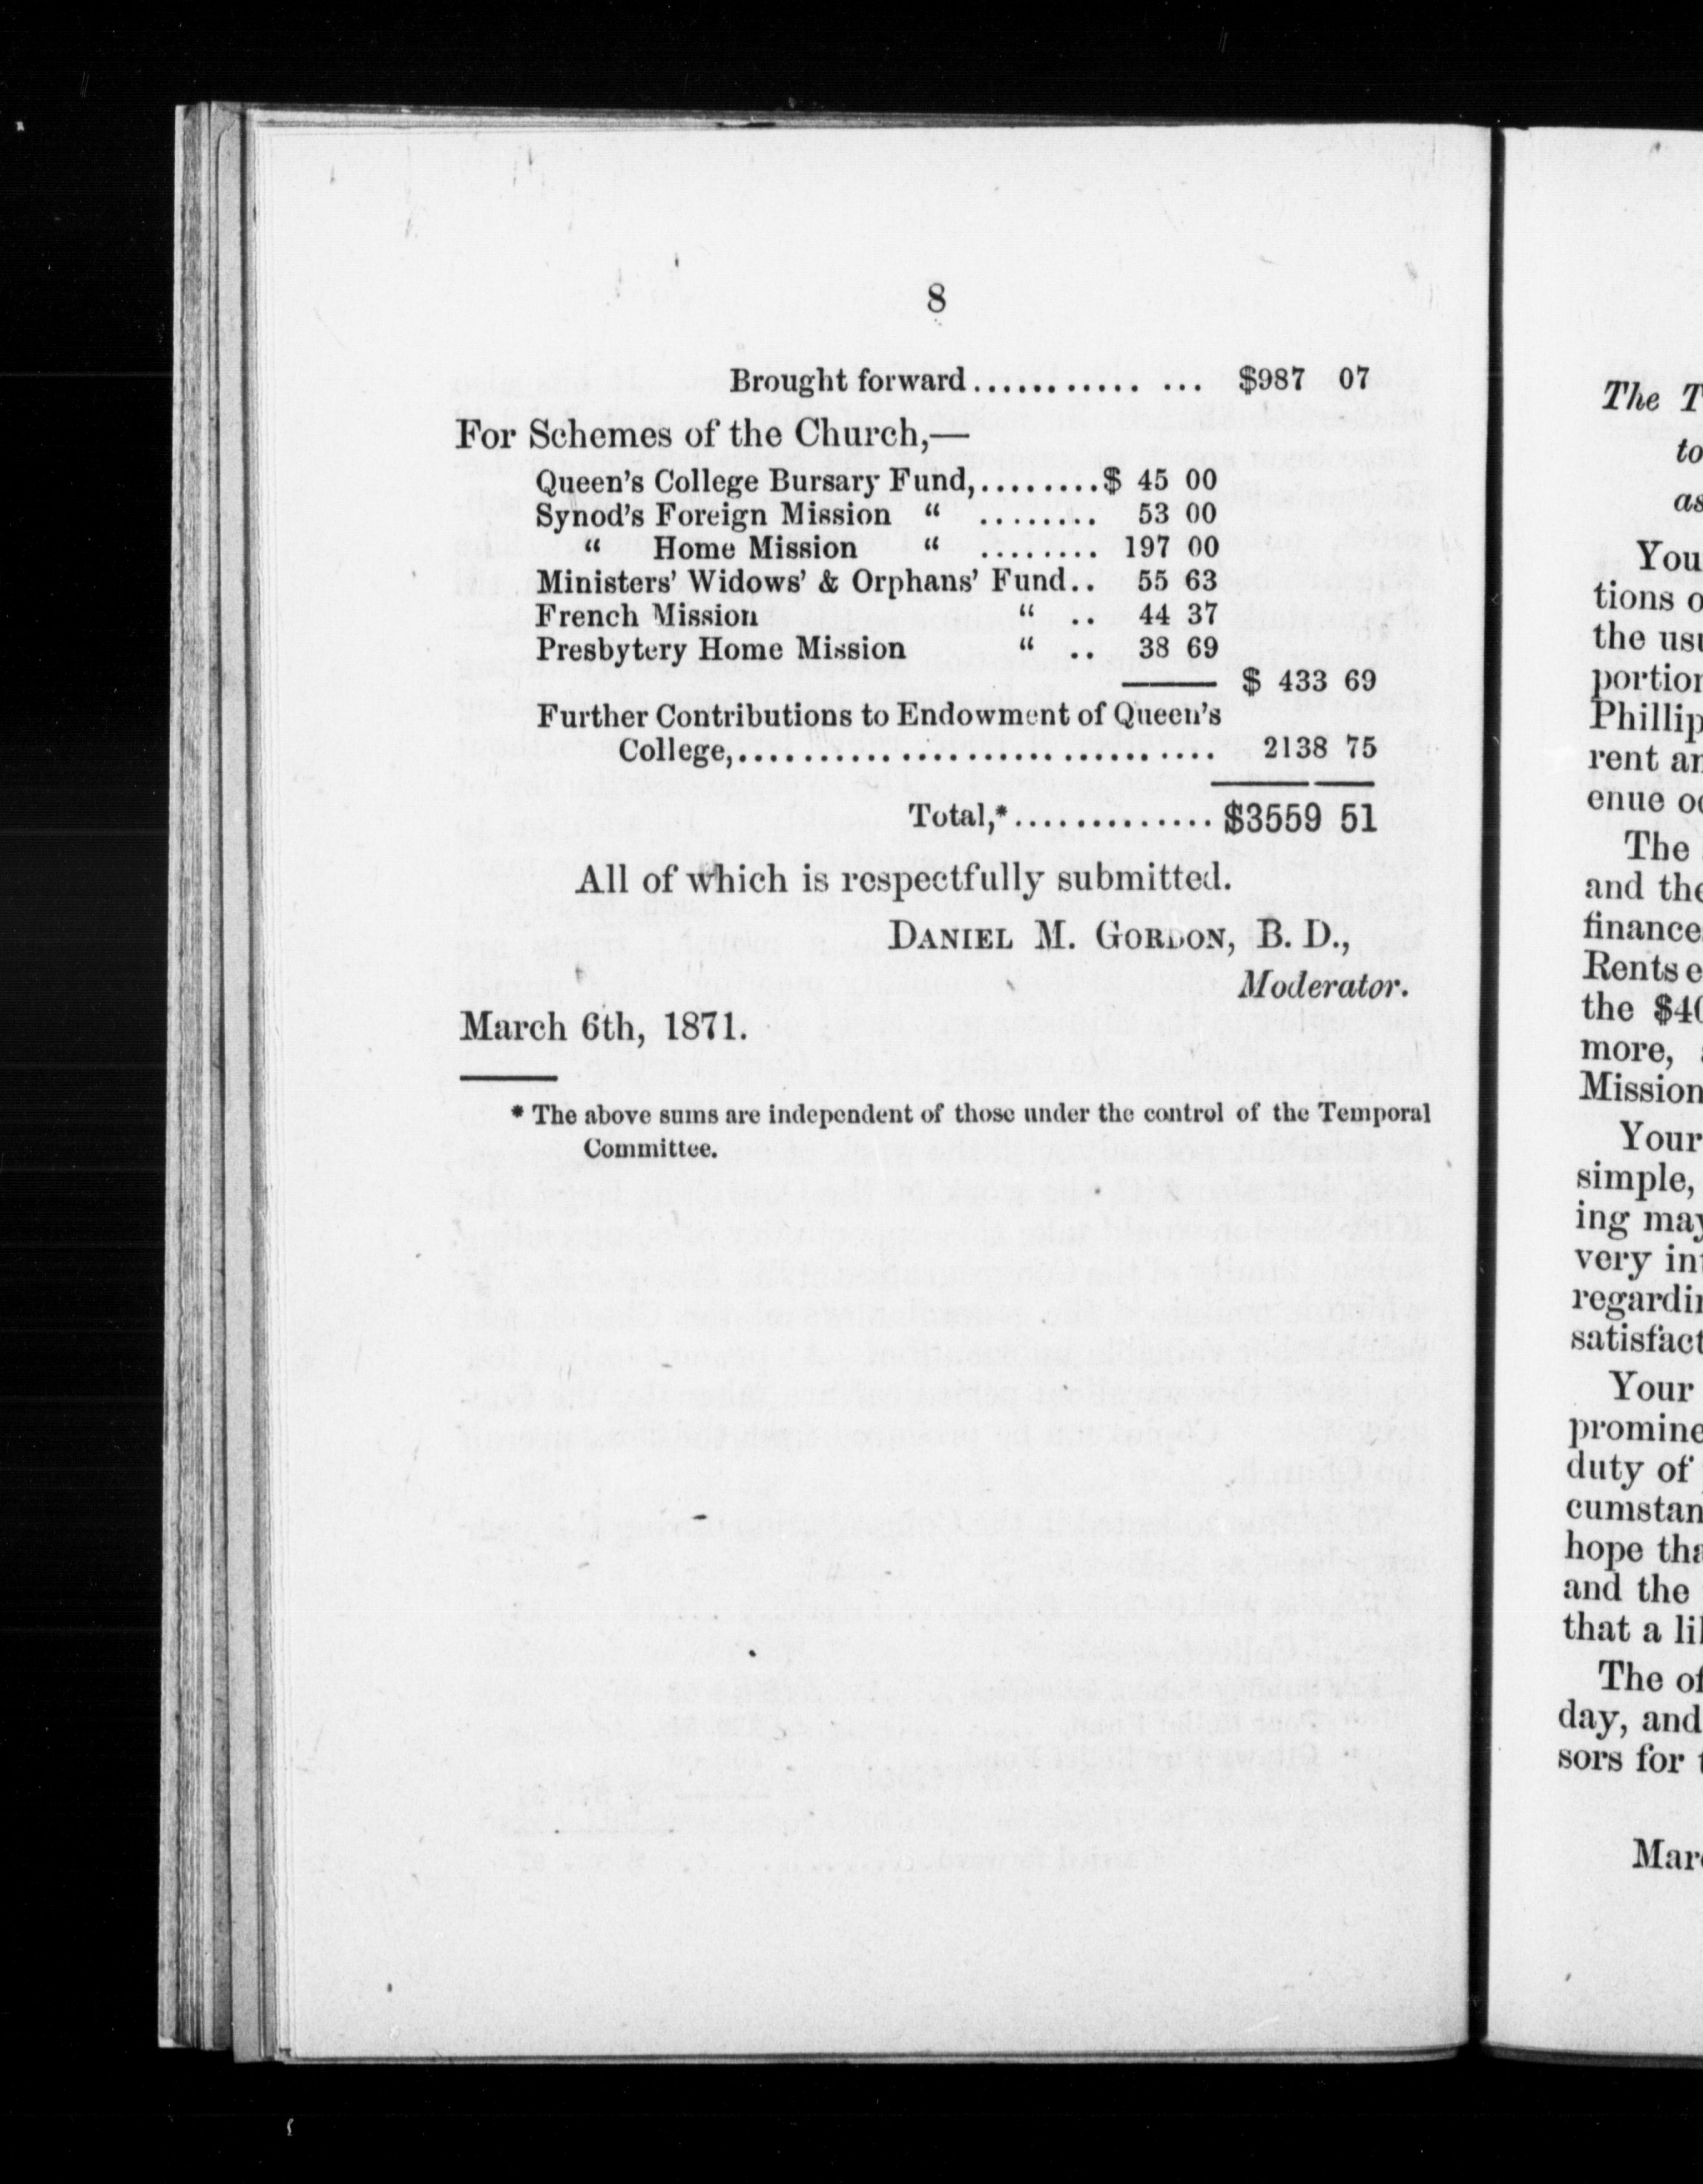 8
Brought forward........... ... $987 07
For Schemes of the Church,—
Queen's College Bursary Fund,........$ 45 00
Synod's Foreign Mission “ ........ 53 00
“ Home Mission “ ........ 197 00
Ministers' Widows' & Orphans' Fund.. 55 63
French Mission “ .. 44 37
Presbytery Home Mission “ .. 38 69
$ 433 69
Further Contributions to Endowment of Queen's
College,............................. 2138 75
Total,*.............. $3559 51
All of which is respectfully submitted.
DANIEL M. GORDON, B. D.,
Moderator.
March 6th, 1871.
* The above sums are independent of those under the control of the Temporal
Committee.
The T
to
as
You
tions o
the usu
portion
Phillip
rent an
enue oc
The
and the
finance
Rents e
the $40
more,
Mission
Your
simple,
ing may
very int
regardin
satisfact
Your
promine
duty of
cumstan
hope tha
and the
that a lil
The of
day, and
sors for t
Marc